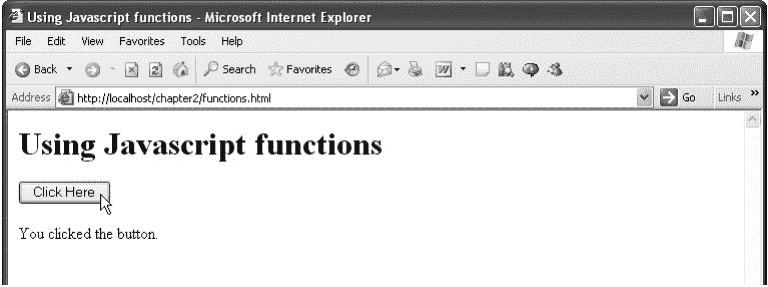 Using Javascript functions - Microsoft Internet Explorer
File Edit View Favorites Tools Help
Back Search Favorites
Address http://localhost/chapter2/functions.html Go Links »
Using Javascript functions
Click Here
You clicked the button.